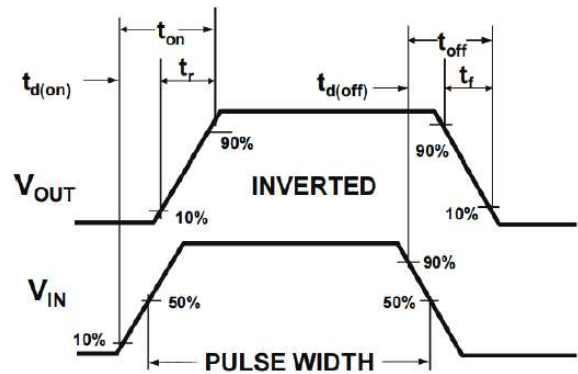 t_on t_off
t_r t_f
t_d(on) t_d(off)
90% 90%
V_OUT INVERTED
10% 10%
90%
V_IN 50% 50%
10%
PULSE WIDTH